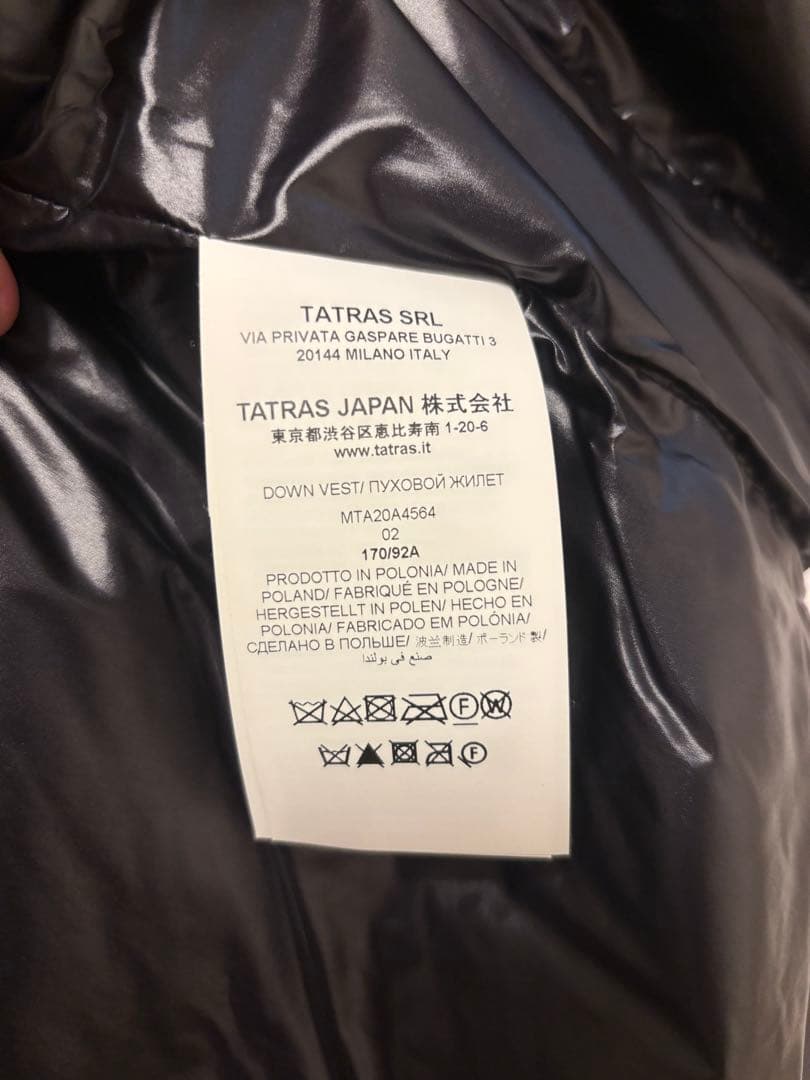 TATRAS SRL
VIA PRIVATA GASPARE BUGATTI 3
20144 MILANO ITALY
TATRAS JAPAN 株式会社
東京都渋谷区恵比寿南 1-20-6
www.tatras.it
DOWN VEST/ ПУХОВОЙ ЖИЛЕТ
MTA20A4564
02
170/92A
PRODOTTO IN POLONIA/ MADE IN
POLAND/ FABRIQUÉ EN POLOGNE/
HERGESTELLT IN POLEN/ HECHO EN
POLONIA/ FABRICADO EM POLÓNIA/
СДЕЛАНО В ПОЛЬШЕ/ 波兰制造/ ポーランド 製/
صنع في بولندا
F W
F